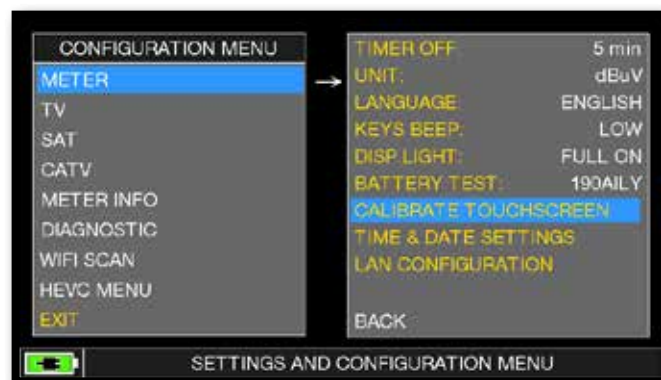 CONFIGURATION MENU
METER
TV
SAT
CATV
METER INFO
DIAGNOSTIC
WIFI SCAN
HEVC MENU
EXIT
→
TIMER OFF 5 min
UNIT: dBuV
LANGUAGE ENGLISH
KEYS BEEP: LOW
DISP LIGHT: FULL ON
BATTERY TEST: 190AILY
CALIBRATE TOUCHSCREEN
TIME & DATE SETTINGS
LAN CONFIGURATION
BACK
SETTINGS AND CONFIGURATION MENU